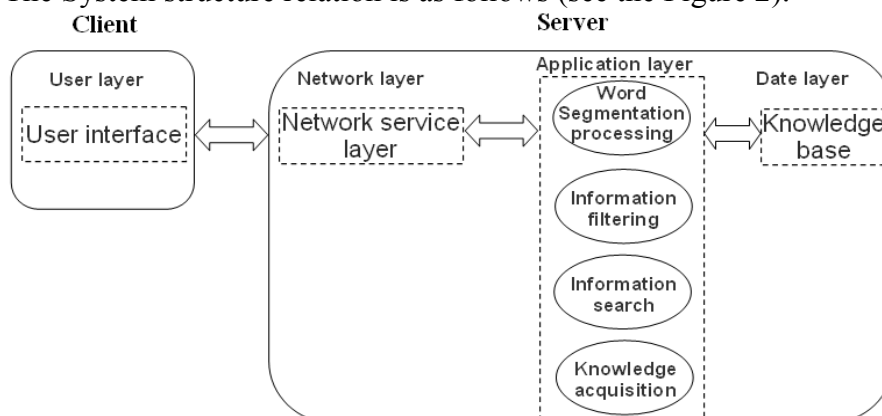 The System structure relation is as follows (see the Figure 2):
Client
Server
User layer
User interface
Network layer
Network service
layer
Application layer
Word
Segmentation
processing
Information
filtering
Information
search
Knowledge
acquisition
Date layer
Knowledge
base